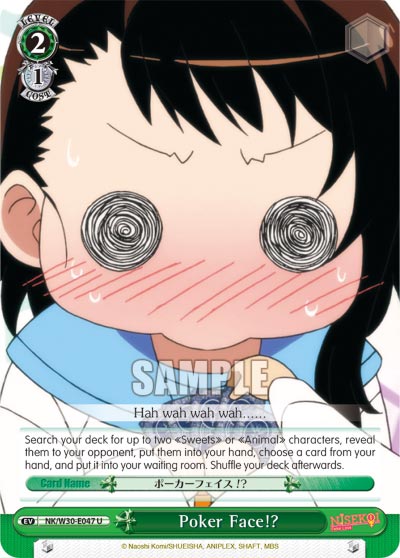 LEVEL
2
1
COST
SAMPLE
Hah wah wah wah......
Search your deck for up to two «Sweets» or «Animal» characters, reveal
them to your opponent, put them into your hand, choose a card from your
hand, and put it into your waiting room. Shuffle your deck afterwards.
Card Name ポーカーフェイス !?
EV NK/W30-E047 U Poker Face!? NISEKOI
FALSE LOVE
© Naoshi Komi/SHUEISHA, ANIPLEX, SHAFT, MBS